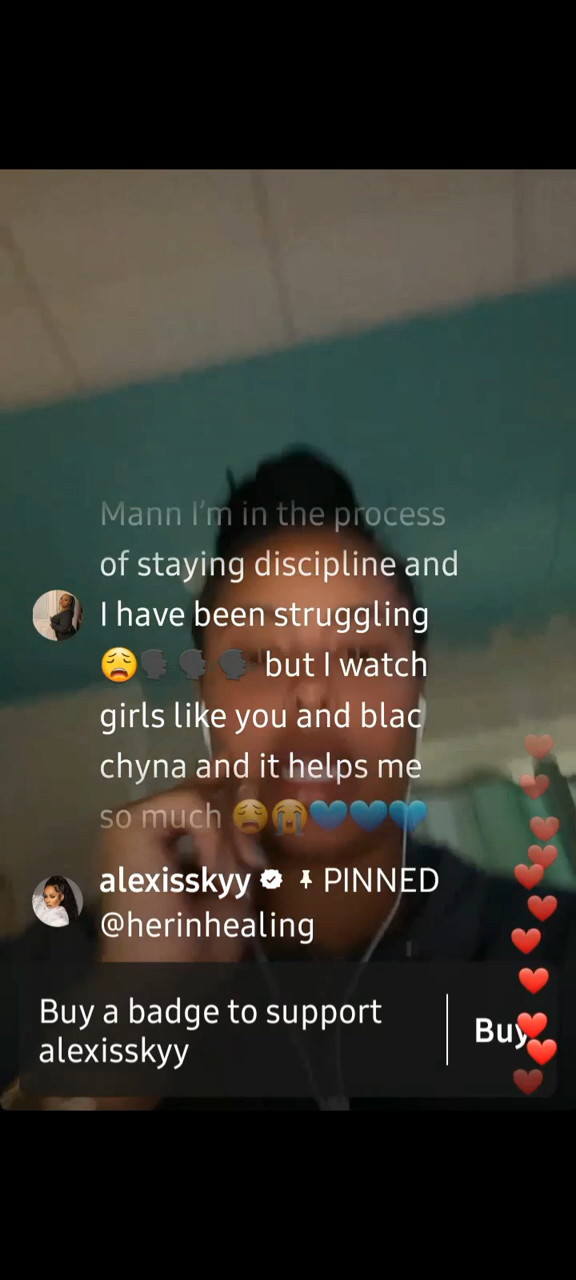 Mann I'm in the process
of staying discipline and
I have been struggling
😩🗣🗣🗣 but I watch
girls like you and blac
chyna and it helps me
so much 😩😭💙💙💙
alexisskyy PINNED
@herinhealing
Buy a badge to support
alexisskyy
Buy